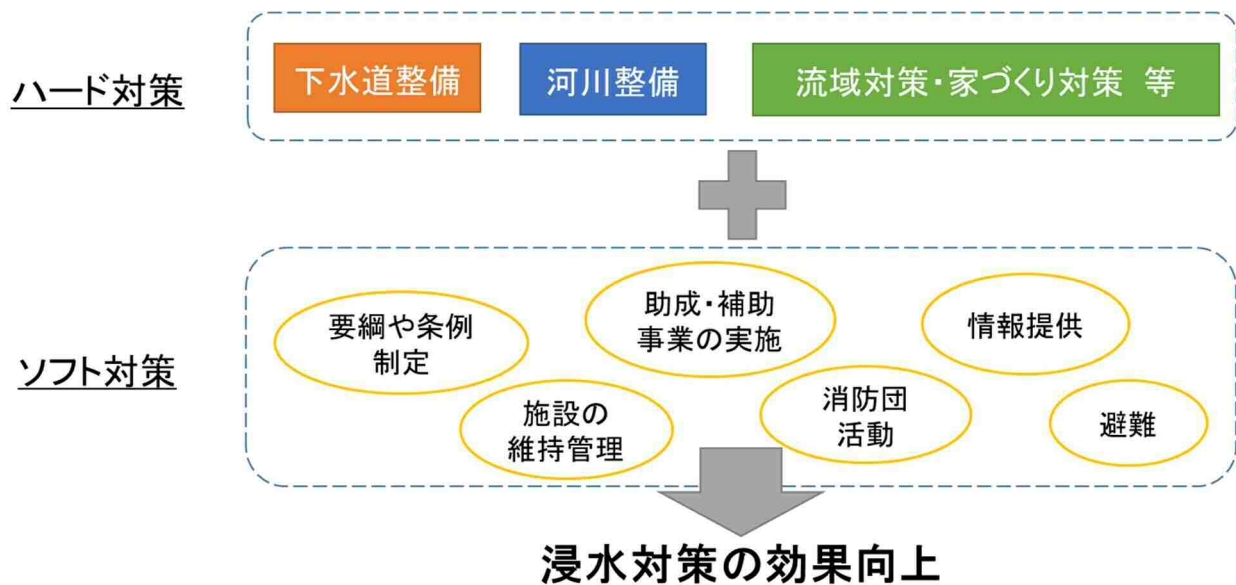 ハード対策
下水道整備
河川整備
流域対策・家づくり対策 等
ソフト対策
要綱や条例
制定
助成・補助
事業の実施
情報提供
施設の
維持管理
消防団
活動
避難
浸水対策の効果向上